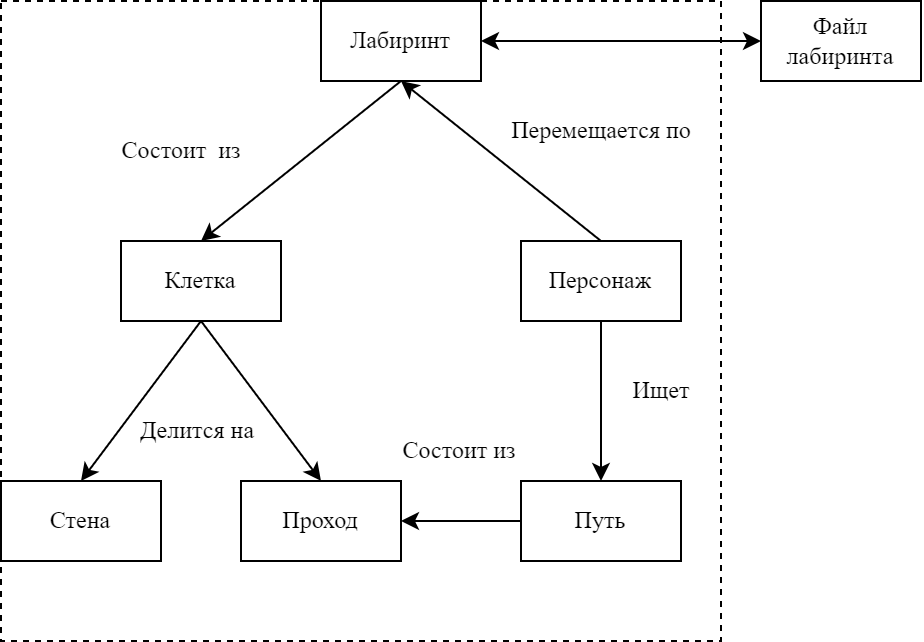 Лабиринт
Файл
лабиринта
Перемещается по
Состоит из
Клетка
Персонаж
Ищет
Делится на
Состоит из
Стена
Проход
Путь